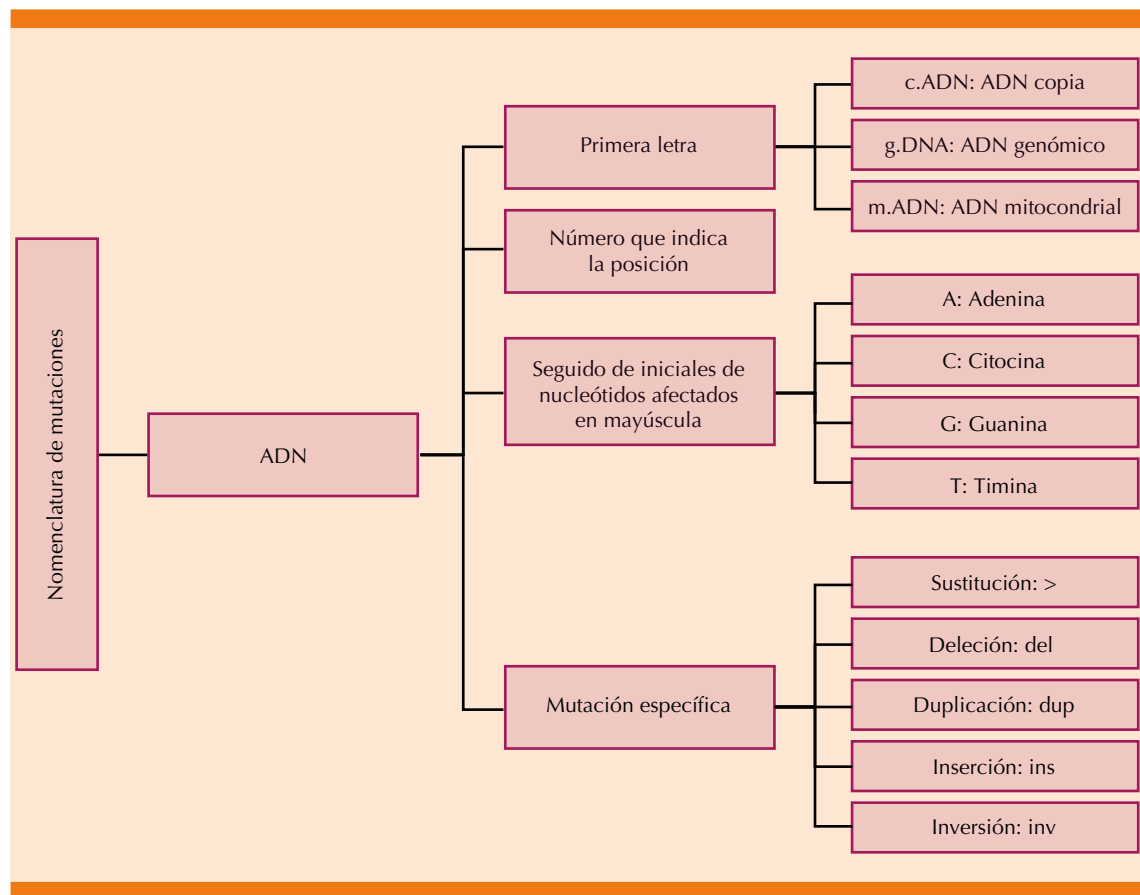 Nomenclatura de mutaciones
ADN
Primera letra
c.ADN: ADN copia
g.DNA: ADN genómico
m.ADN: ADN mitocondrial
Número que indica
la posición
Seguido de iniciales de
nucleótidos afectados
en mayúscula
A: Adenina
C: Citocina
G: Guanina
T: Timina
Mutación específica
Sustitución: >
Deleción: del
Duplicación: dup
Inserción: ins
Inversión: inv